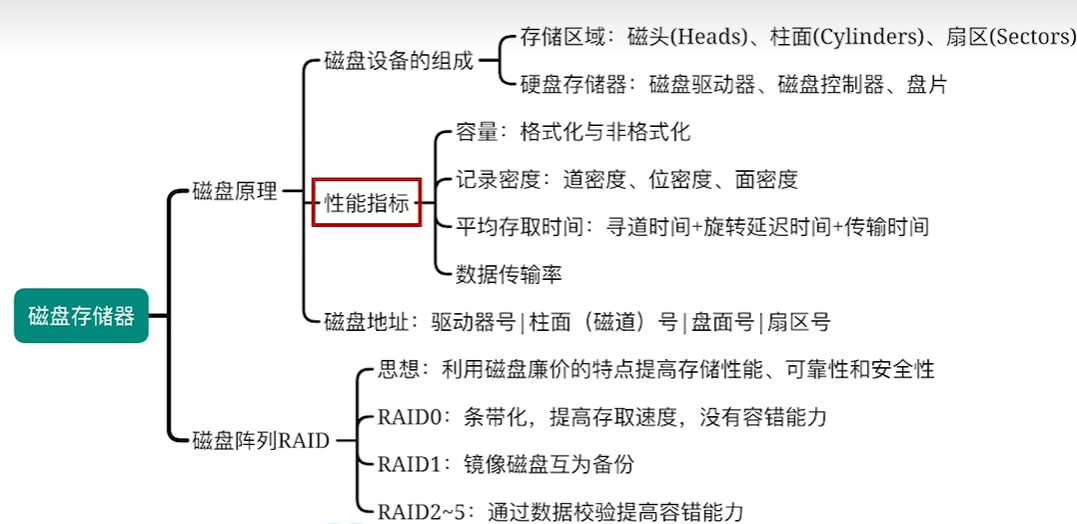 存储区域：磁头(Heads)、柱面(Cylinders)、扇区(Sectors)
磁盘设备的组成
硬盘存储器：磁盘驱动器、磁盘控制器、盘片
容量：格式化与非格式化
记录密度：道密度、位密度、面密度
磁盘原理
性能指标
平均存取时间：寻道时间+旋转延迟时间+传输时间
数据传输率
磁盘存储器
磁盘地址：驱动器号|柱面（磁道）号|盘面号|扇区号
思想：利用磁盘廉价的特点提高存储性能、可靠性和安全性
RAID0：条带化，提高存取速度，没有容错能力
磁盘阵列RAID
RAID1：镜像磁盘互为备份
RAID2~5：通过数据校验提高容错能力